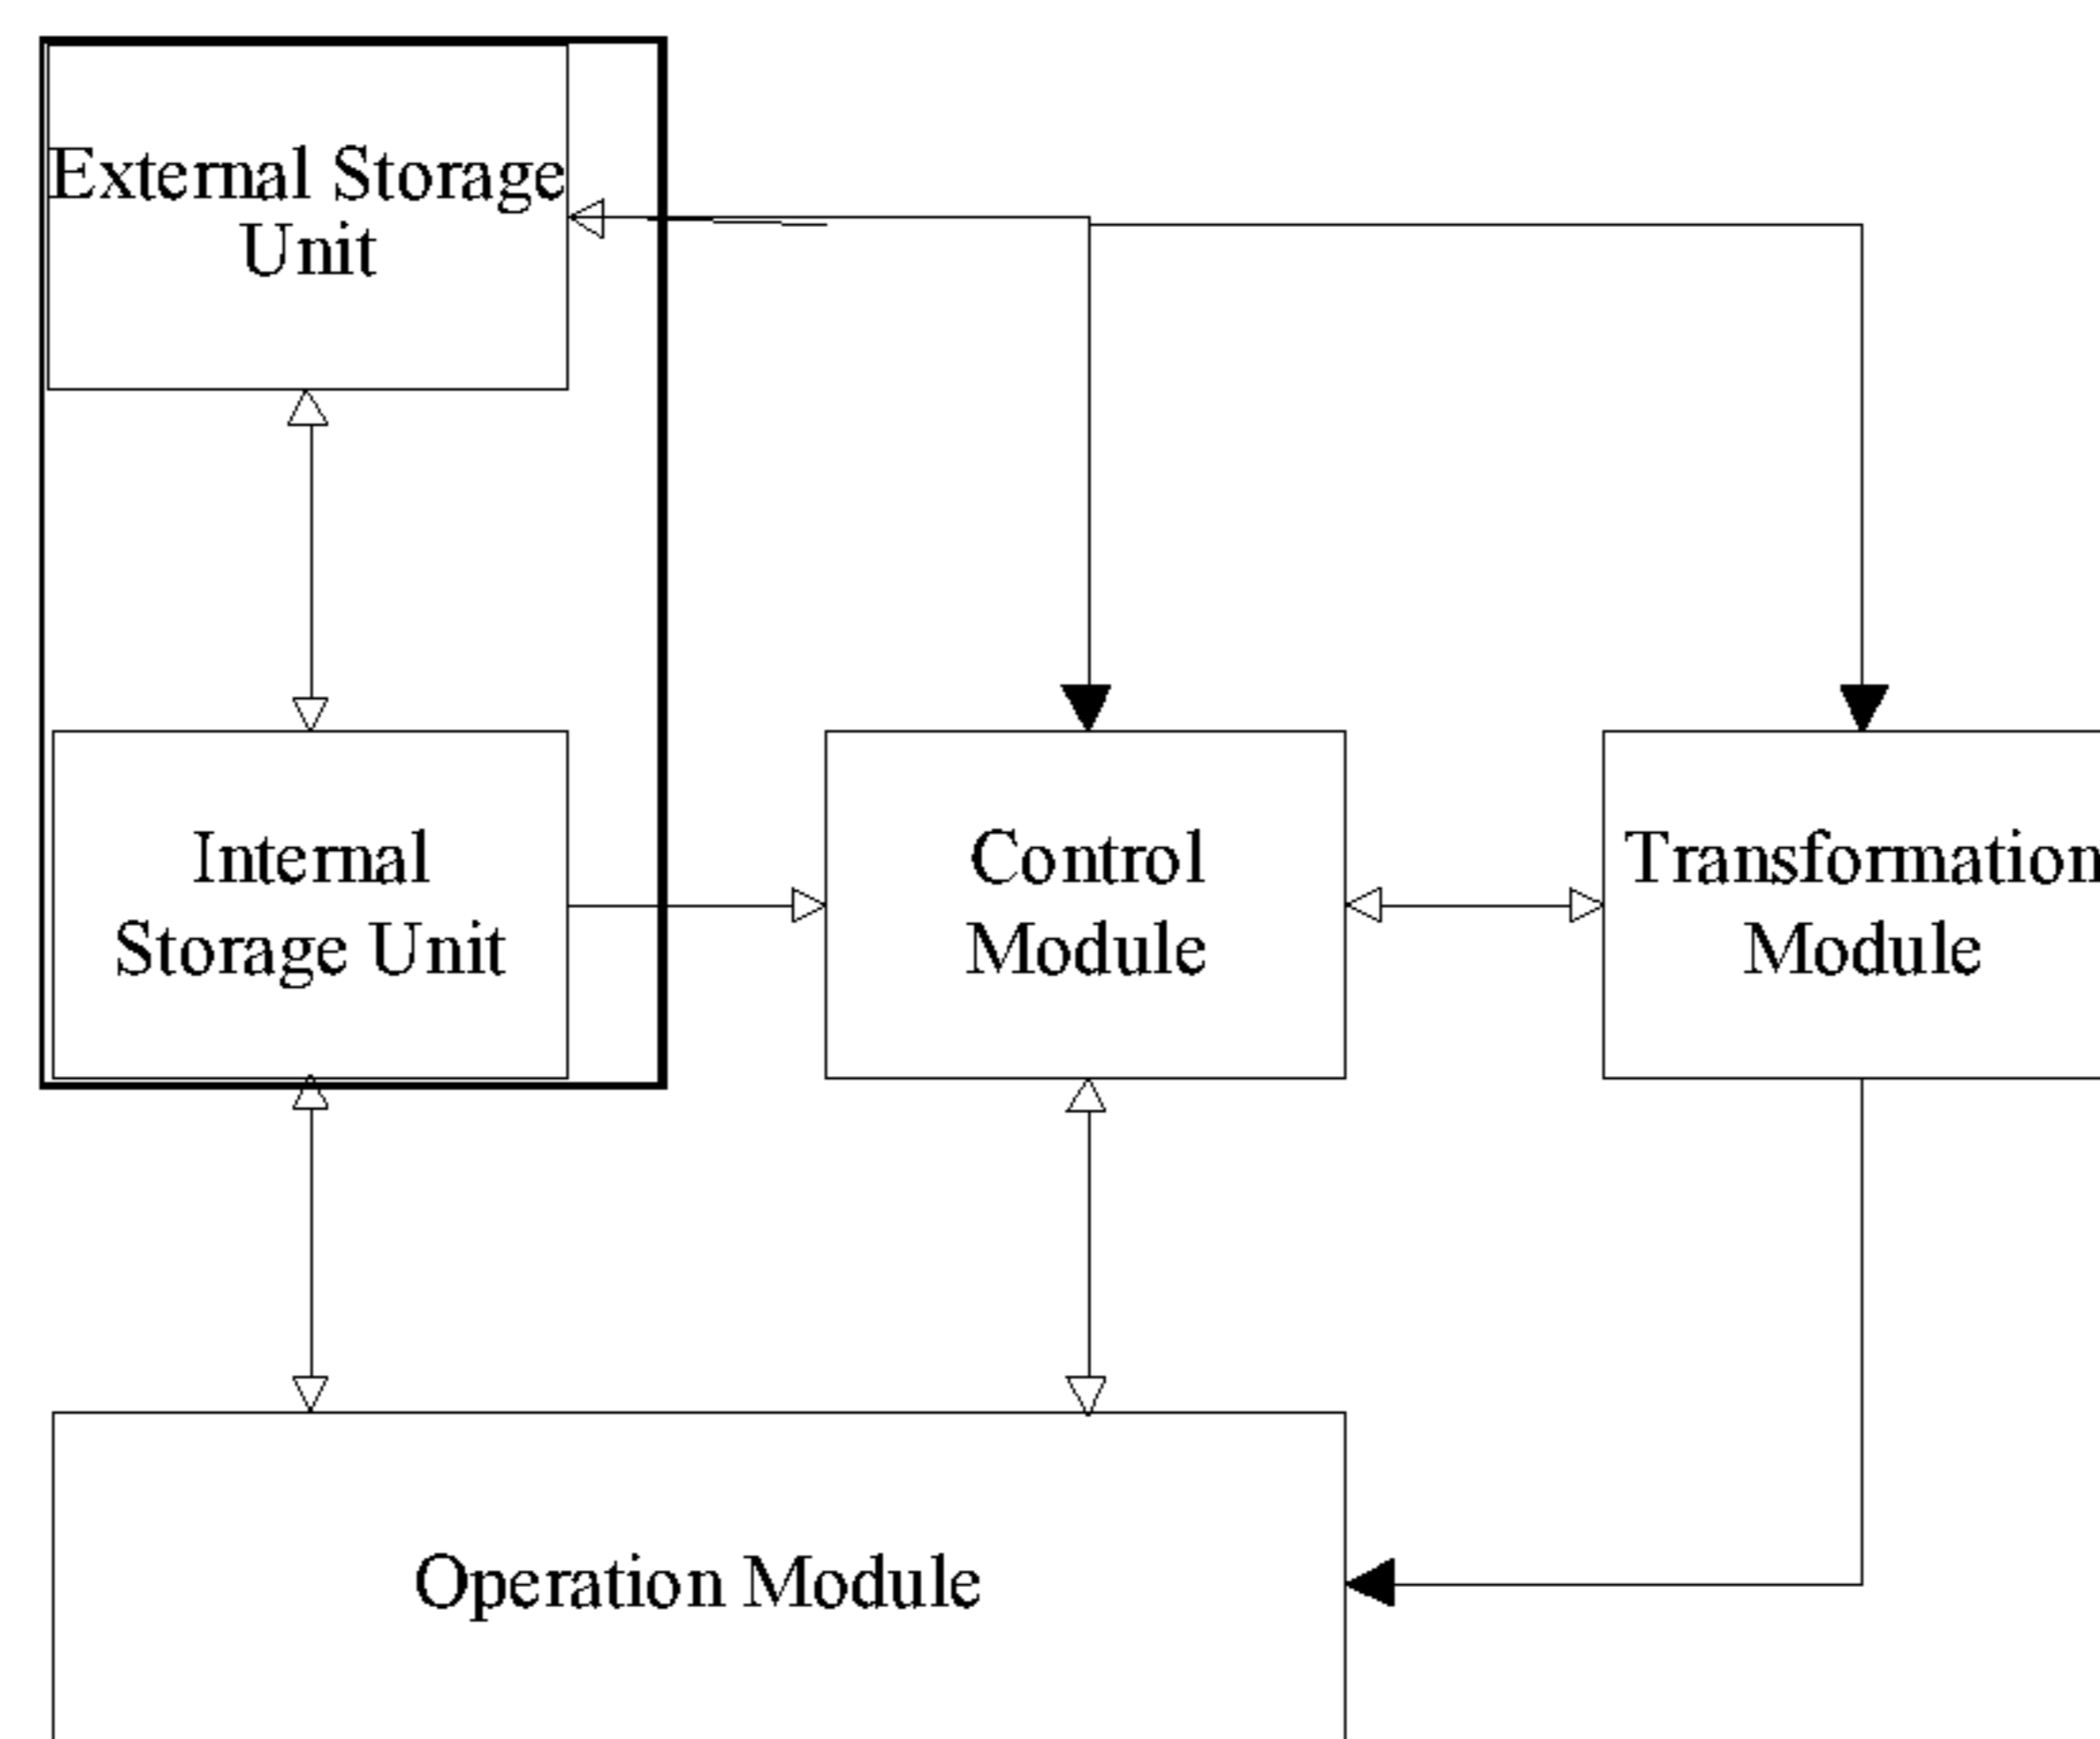 External Storage
Unit
Internal
Storage Unit
Control
Module
Transformation
Module
Operation Module